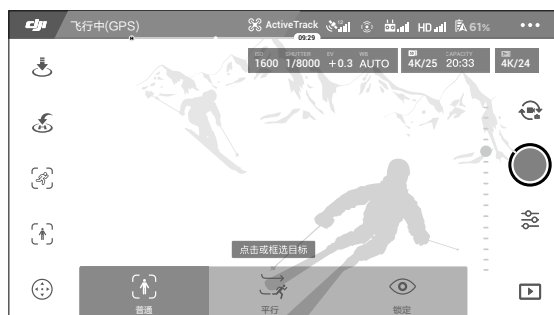 dji 飞行中(GPS) ActiveTrack 12 HD 61%
09:29
ISO SHUTTER EV WB CAPACITY
1600 1/8000 +0.3 AUTO 4K/25 20:33 4K/24
点击或框选目标
普通 平行 锁定